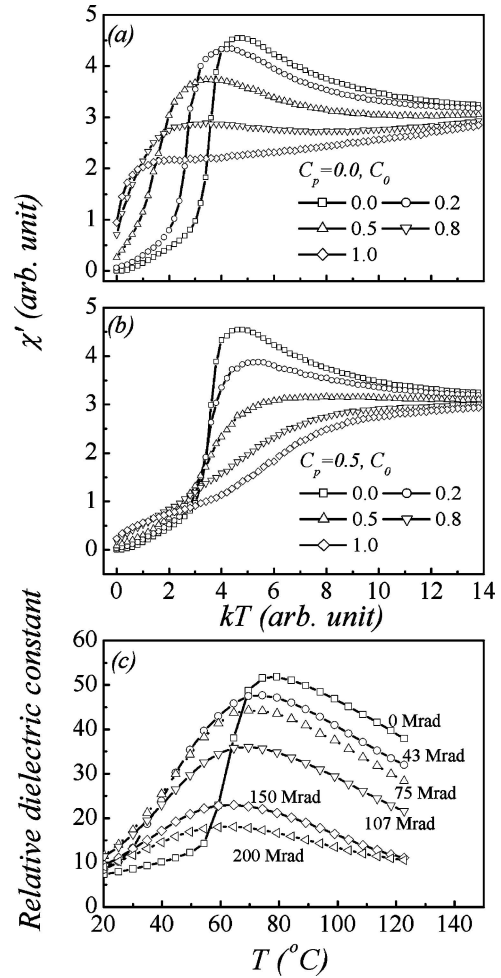 5
(a)
4
3
2
1
0
C_p=0.0, C_0
0.0 0.2
0.5 0.8
1.0
χ' (arb. unit)
5
(b)
4
3
2
1
0
C_p=0.5, C_0
0.0 0.2
0.5 0.8
1.0
0 2 4 6 8 10 12 14
kT (arb. unit)
Relative dielectric constant
60
(c)
50
40
30
20
10
0
0 Mrad
43 Mrad
75 Mrad
107 Mrad
150 Mrad
200 Mrad
20 40 60 80 100 120 140
T (°C)